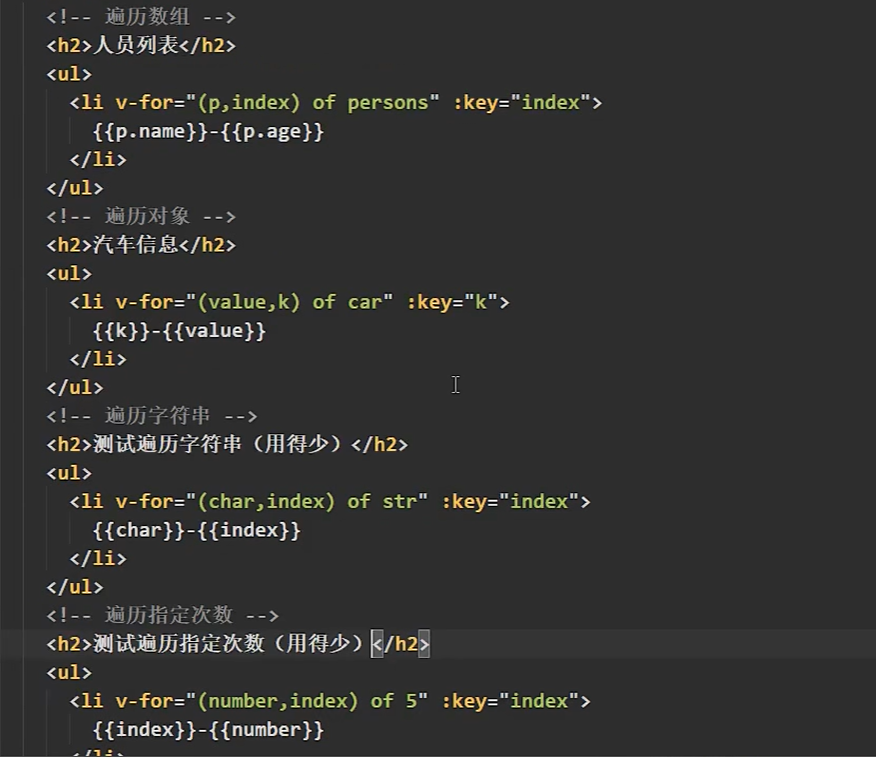 <!-- 遍历数组 -->
<h2>人员列表</h2>
<ul>
<li v-for="(p,index) of persons" :key="index">
{{p.name}}-{{p.age}}
</li>
</ul>
<!-- 遍历对象 -->
<h2>汽车信息</h2>
<ul>
<li v-for="(value,k) of car" :key="k">
{{k}}-{{value}}
</li>
</ul>
<!-- 遍历字符串 -->
<h2>测试遍历字符串（用得少）</h2>
<ul>
<li v-for="(char,index) of str" :key="index">
{{char}}-{{index}}
</li>
</ul>
<!-- 遍历指定次数 -->
<h2>测试遍历指定次数（用得少）</h2>
<ul>
<li v-for="(number,index) of 5" :key="index">
{{index}}-{{number}}
</li>